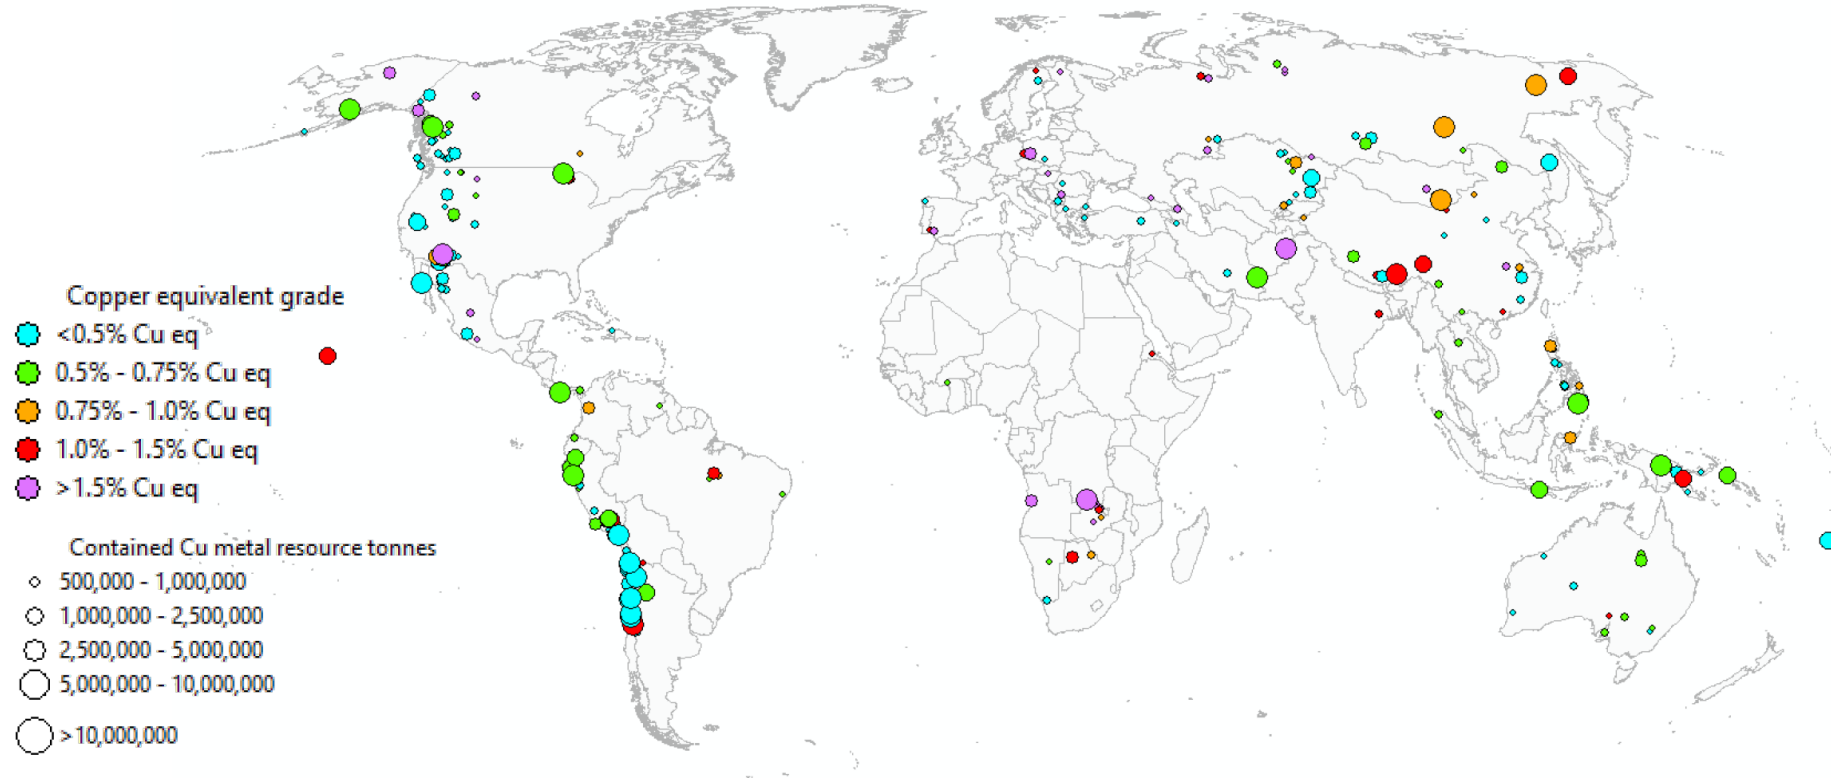 Copper equivalent grade
<0.5% Cu eq
0.5% - 0.75% Cu eq
0.75% - 1.0% Cu eq
1.0% - 1.5% Cu eq
>1.5% Cu eq
Contained Cu metal resource tonnes
500,000 - 1,000,000
1,000,000 - 2,500,000
2,500,000 - 5,000,000
5,000,000 - 10,000,000
>10,000,000